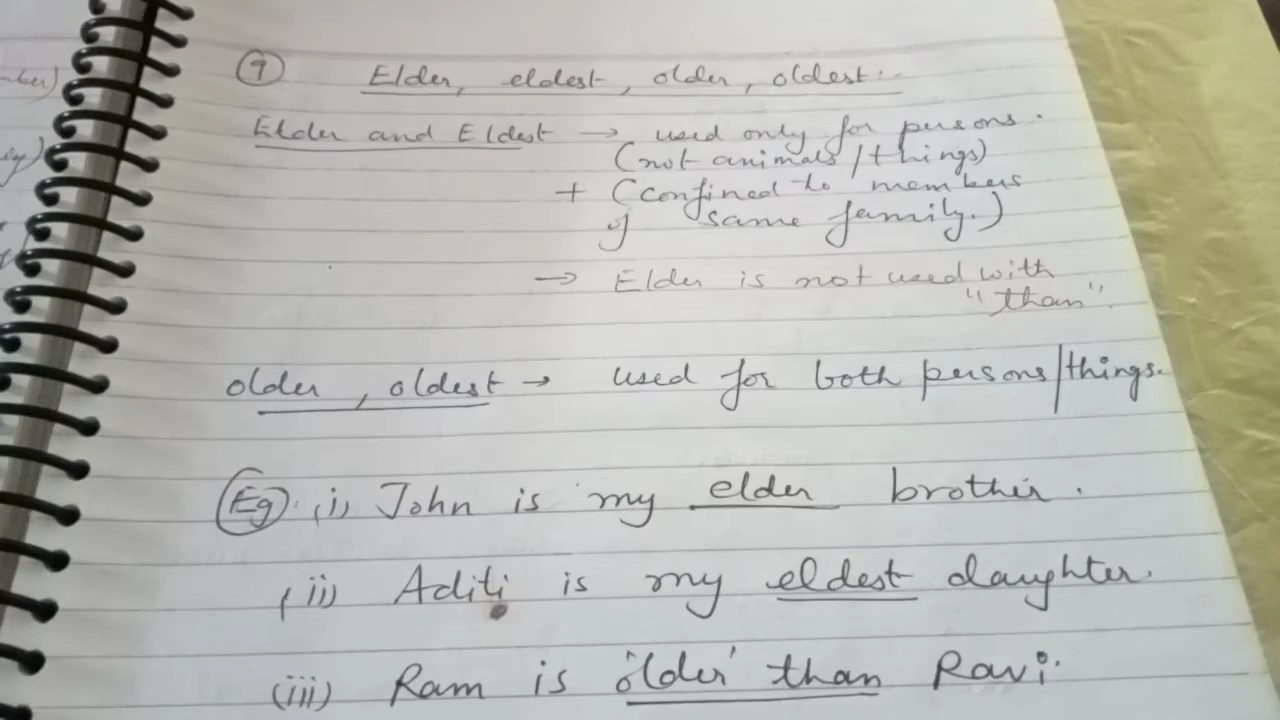 7 Elder, eldest, older, oldest.
Elder and Eldest → used only for persons.
(not animals/things)
+ (confined to members
of same family.)
→ Elder is not used with
"than".
older, oldest → used for both persons/things.
Eg. (i) John is my elder brother.
(ii) Aditi is my eldest daughter.
(iii) Ram is 'older' than Ravi.